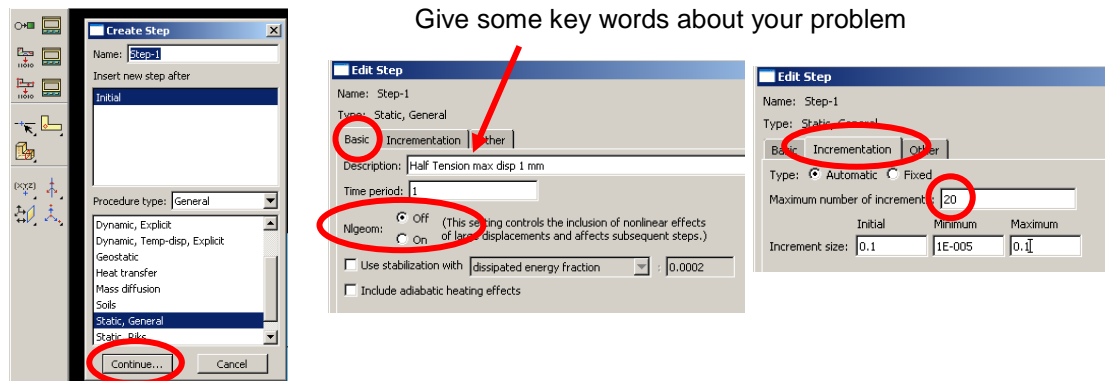 Give some key words about your problem
Create Step
Name: Step-1
Insert new step after
Initial
Procedure type: General
Dynamic, Explicit
Dynamic, Temp-disp, Explicit
Geostatic
Heat transfer
Mass diffusion
Soils
Static, General
Static, Riks
Continue... Cancel
Edit Step
Name: Step-1
Type: Static, General
Basic Incrementation Other
Description: Half Tension max disp 1 mm
Time period: 1
Nlgeom: Off (This setting controls the inclusion of nonlinear effects
On of large displacements and affects subsequent steps.)
Use stabilization with dissipated energy fraction : 0.0002
Include adiabatic heating effects
Edit Step
Name: Step-1
Type: Static, General
Basic Incrementation Other
Type: Automatic Fixed
Maximum number of increments: 20
Initial Minimum Maximum
Increment size: 0.1 1E-005 0.1